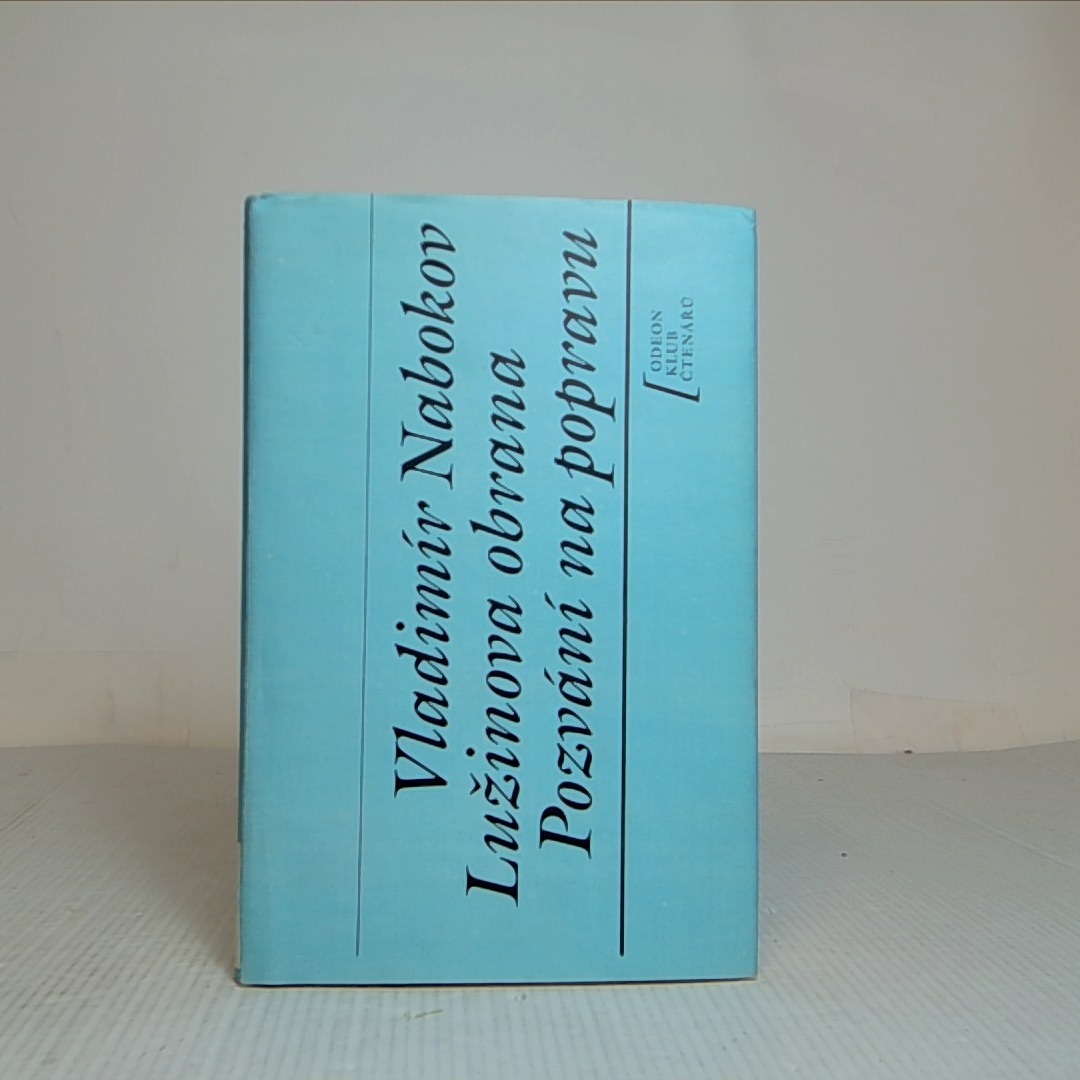 Vladimír Nabokov
Lužinova obrana
Pozvání na popravu
ODEON
KLUB
ČTENÁŘŮ